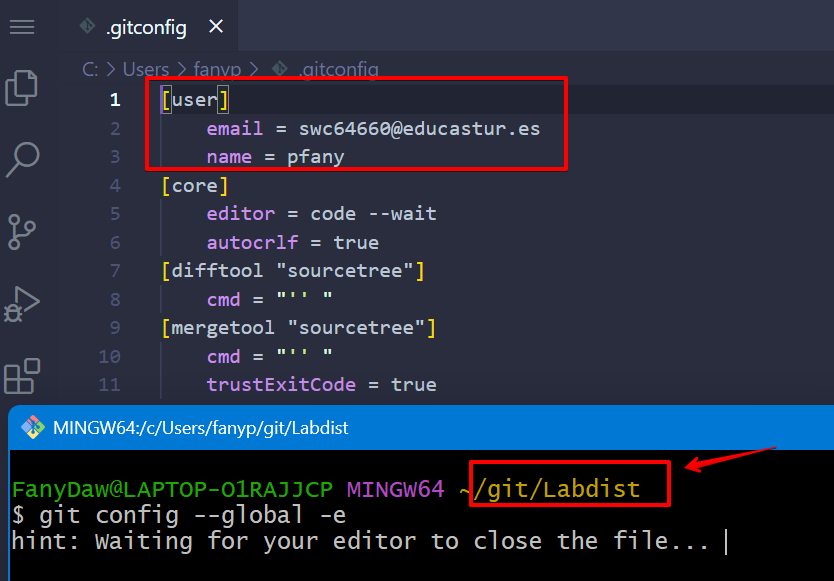 .gitconfig
C: > Users > fanyp > .gitconfig
1 [user]
2 email = swc64660@educastur.es
3 name = pfany
4 [core]
5 editor = code --wait
6 autocrlf = true
7 [difftool "sourcetree"]
8 cmd = "'' "
9 [mergetool "sourcetree"]
10 cmd = "'' "
11 trustExitCode = true
MINGW64:/c/Users/fanyp/git/Labdist
FanyDaw@LAPTOP-O1RAJJCP MINGW64 ~/git/Labdist
$ git config --global -e
hint: Waiting for your editor to close the file...